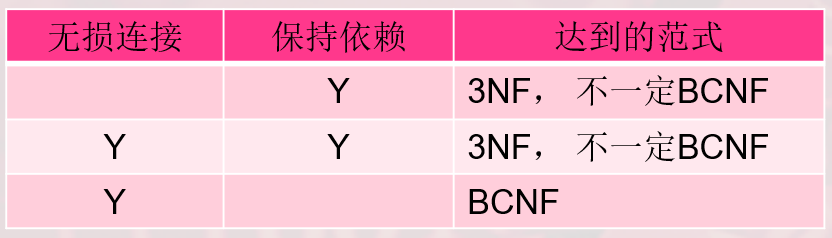 无损连接 保持依赖 达到的范式
Y 3NF， 不一定BCNF
Y Y 3NF， 不一定BCNF
Y BCNF